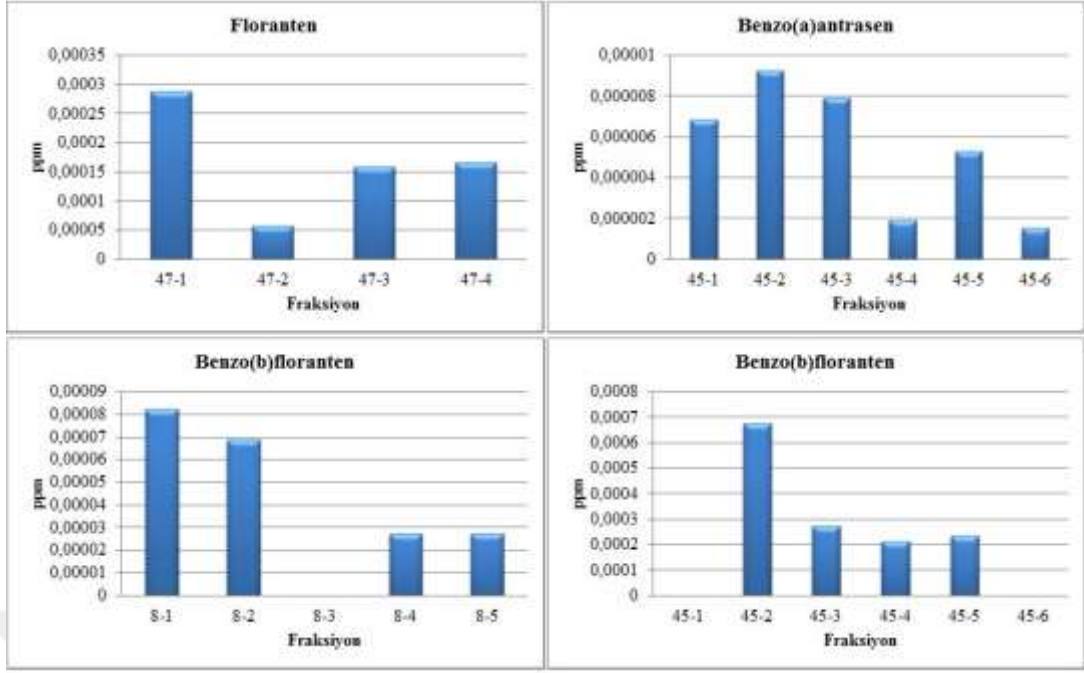 Floranten
0,00035
0,0003
0,00025
0,0002
0,00015
0,0001
0,00005
0
ppm
47-1 47-2 47-3 47-4
Fraksiyon
Benzo(a)antrasen
0,00001
0,000008
0,000006
0,000004
0,000002
0
ppm
45-1 45-2 45-3 45-4 45-5 45-6
Fraksiyon
Benzo(b)floranten
0,00009
0,00008
0,00007
0,00006
0,00005
0,00004
0,00003
0,00002
0,00001
0
ppm
8-1 8-2 8-3 8-4 8-5
Fraksiyon
Benzo(b)floranten
0,0008
0,0007
0,0006
0,0005
0,0004
0,0003
0,0002
0,0001
0
ppm
45-1 45-2 45-3 45-4 45-5 45-6
Fraksiyon